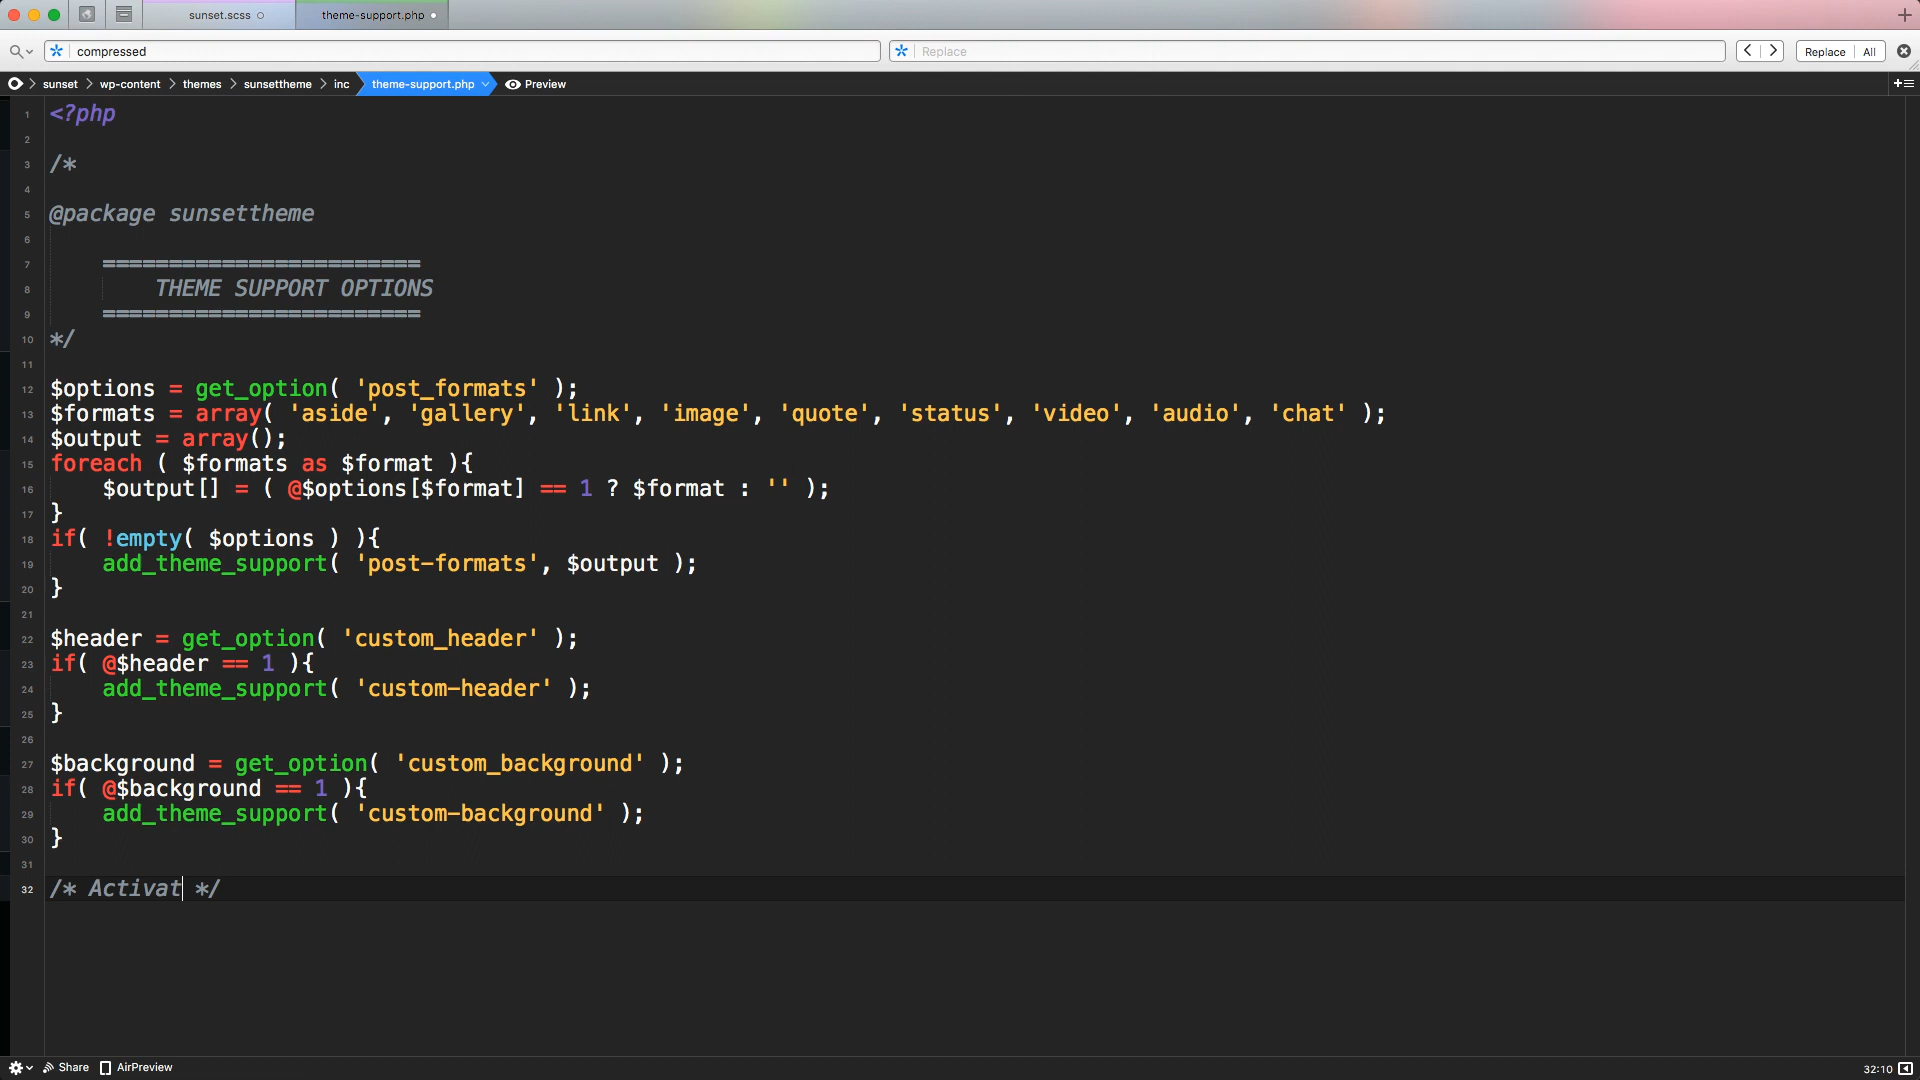 sunset.scss
theme-support.php
compressed
Replace
Replace All
sunset wp-content themes sunsettheme inc theme-support.php Preview
1 <?php
2
3 /*
4
5 @package sunsettheme
6
7 ========================
8 THEME SUPPORT OPTIONS
9 ========================
10 */
11
12 $options = get_option( 'post_formats' );
13 $formats = array( 'aside', 'gallery', 'link', 'image', 'quote', 'status', 'video', 'audio', 'chat' );
14 $output = array();
15 foreach ( $formats as $format ){
16 $output[] = ( @$options[$format] == 1 ? $format : '' );
17 }
18 if( !empty( $options ) ){
19 add_theme_support( 'post-formats', $output );
20 }
21
22 $header = get_option( 'custom_header' );
23 if( @$header == 1 ){
24 add_theme_support( 'custom-header' );
25 }
26
27 $background = get_option( 'custom_background' );
28 if( @$background == 1 ){
29 add_theme_support( 'custom-background' );
30 }
31
32 /* Activat */
Share AirPreview
32:10